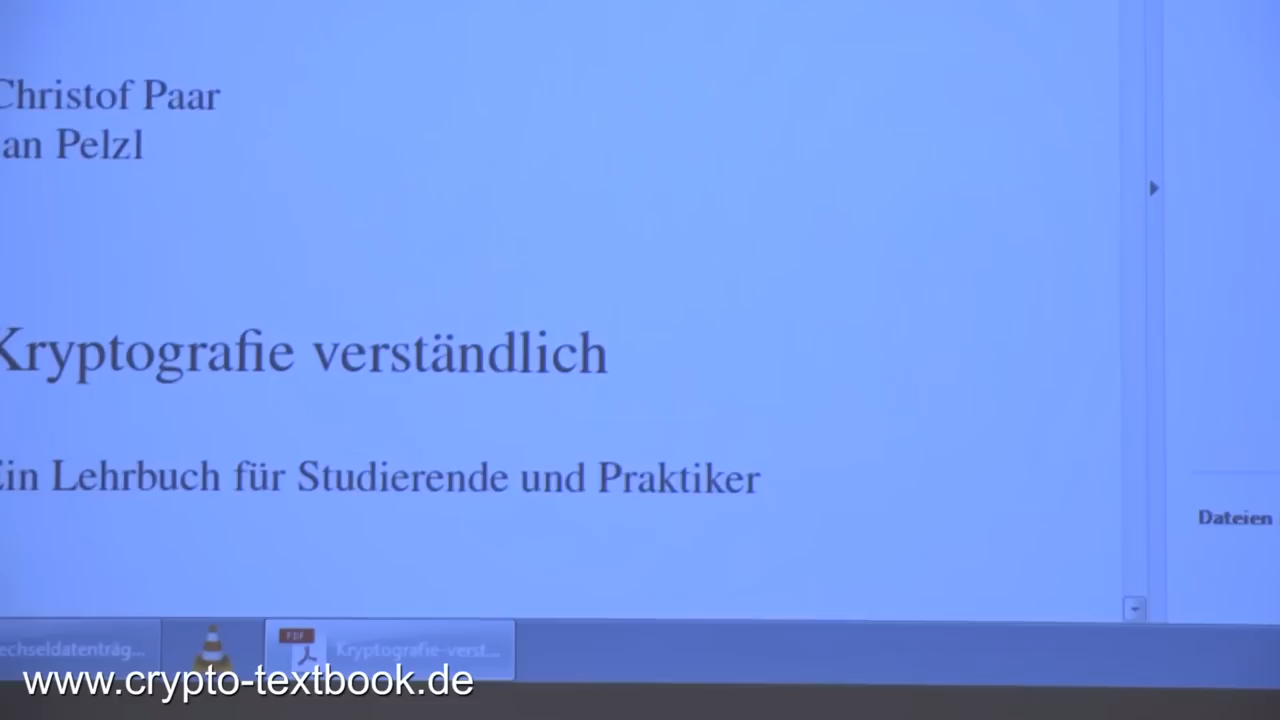 Christof Paar
an Pelzl
Kryptografie verständlich
Ein Lehrbuch für Studierende und Praktiker
Dateien
echseldatenträg...
PDF
Kryptografie-verst...
www.crypto-textbook.de